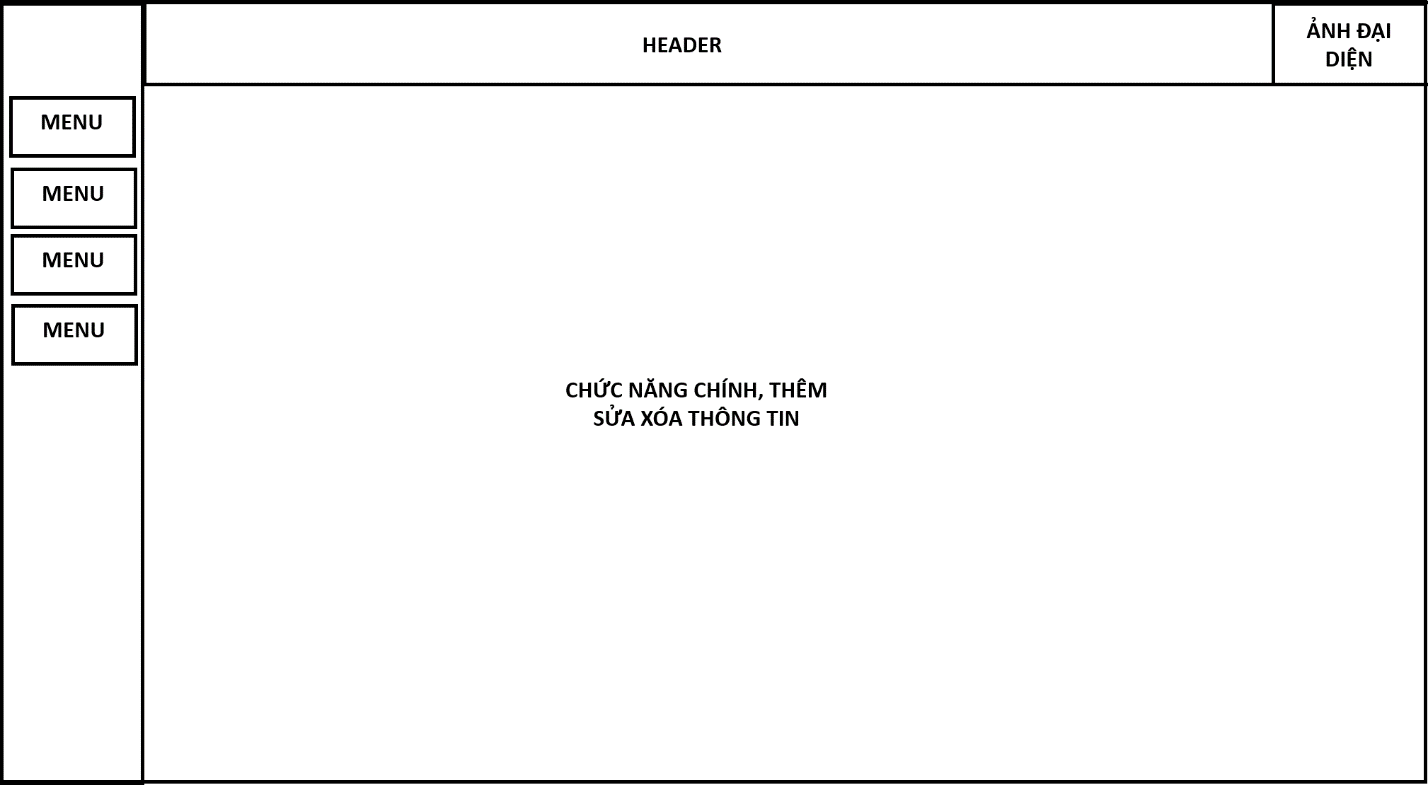 HEADER
ẢNH ĐẠI
DIỆN
MENU
MENU
MENU
MENU
CHỨC NĂNG CHÍNH, THÊM
SỬA XÓA THÔNG TIN